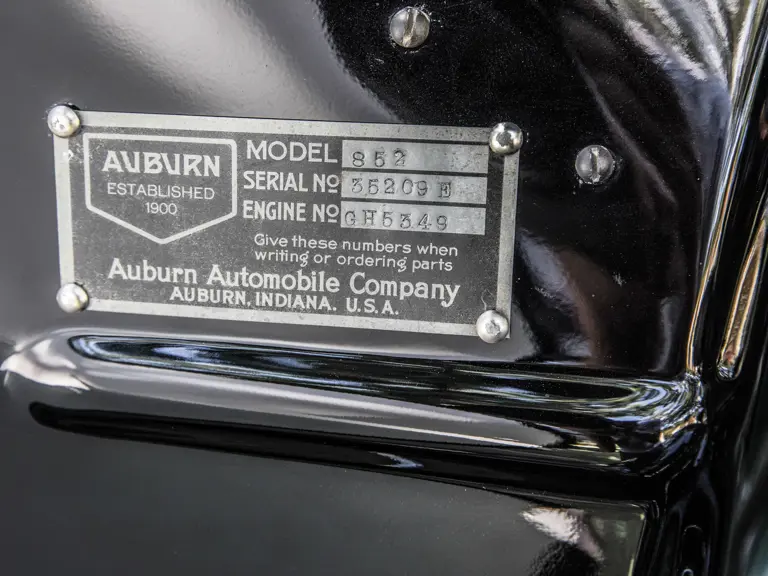 AUBURN
ESTABLISHED
1900
MODEL 852
SERIAL Nº 35209 E
ENGINE Nº GH5349
Give these numbers when
writing or ordering parts
Auburn Automobile Company
AUBURN, INDIANA. U.S.A.